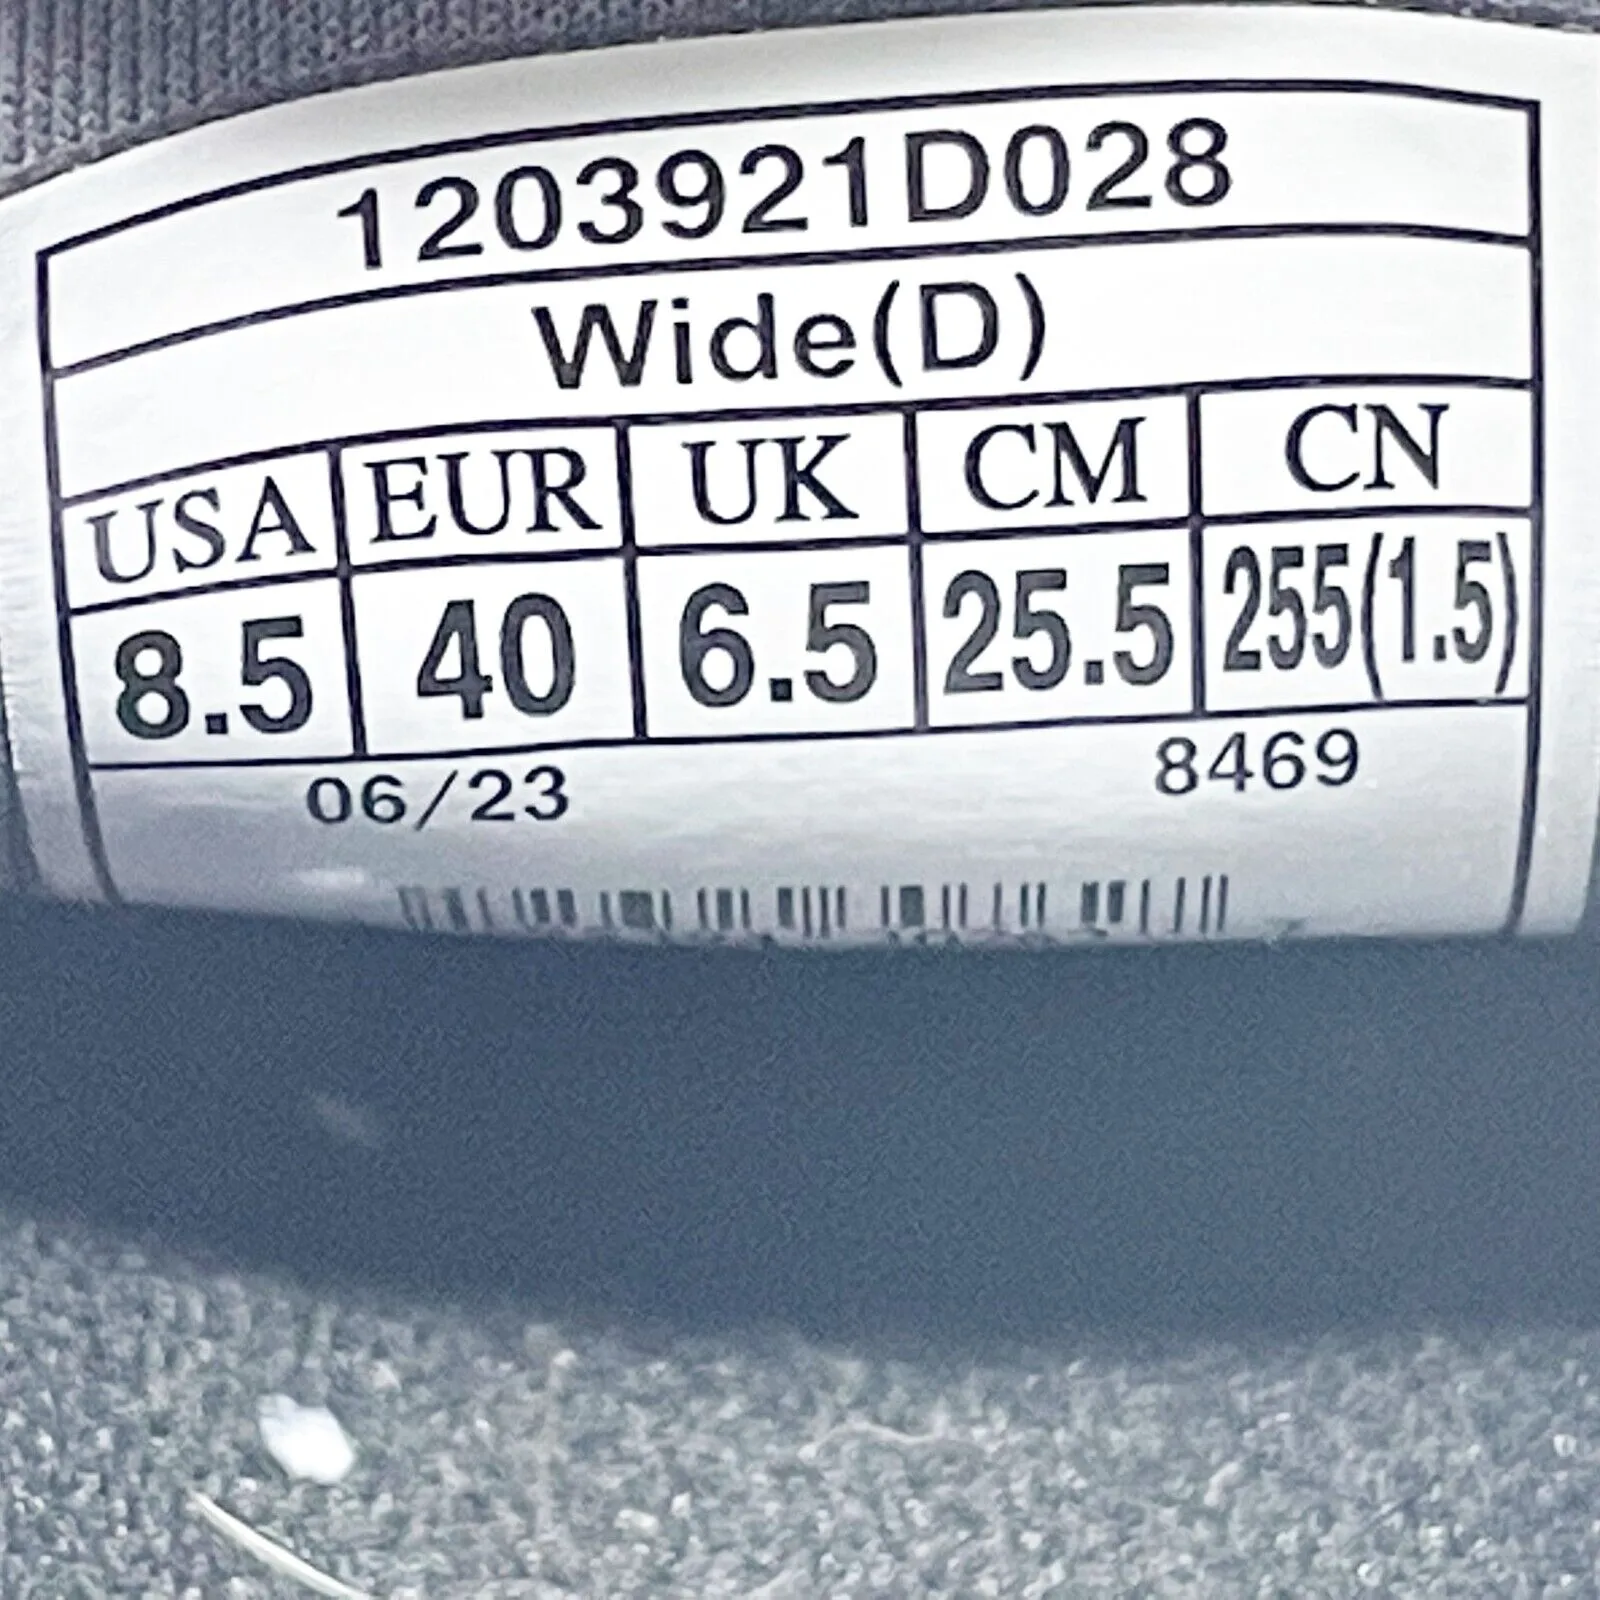 1203921D028
Wide(D)
USA EUR UK CM CN
8.5 40 6.5 25.5 255(1.5)
06/23 8469